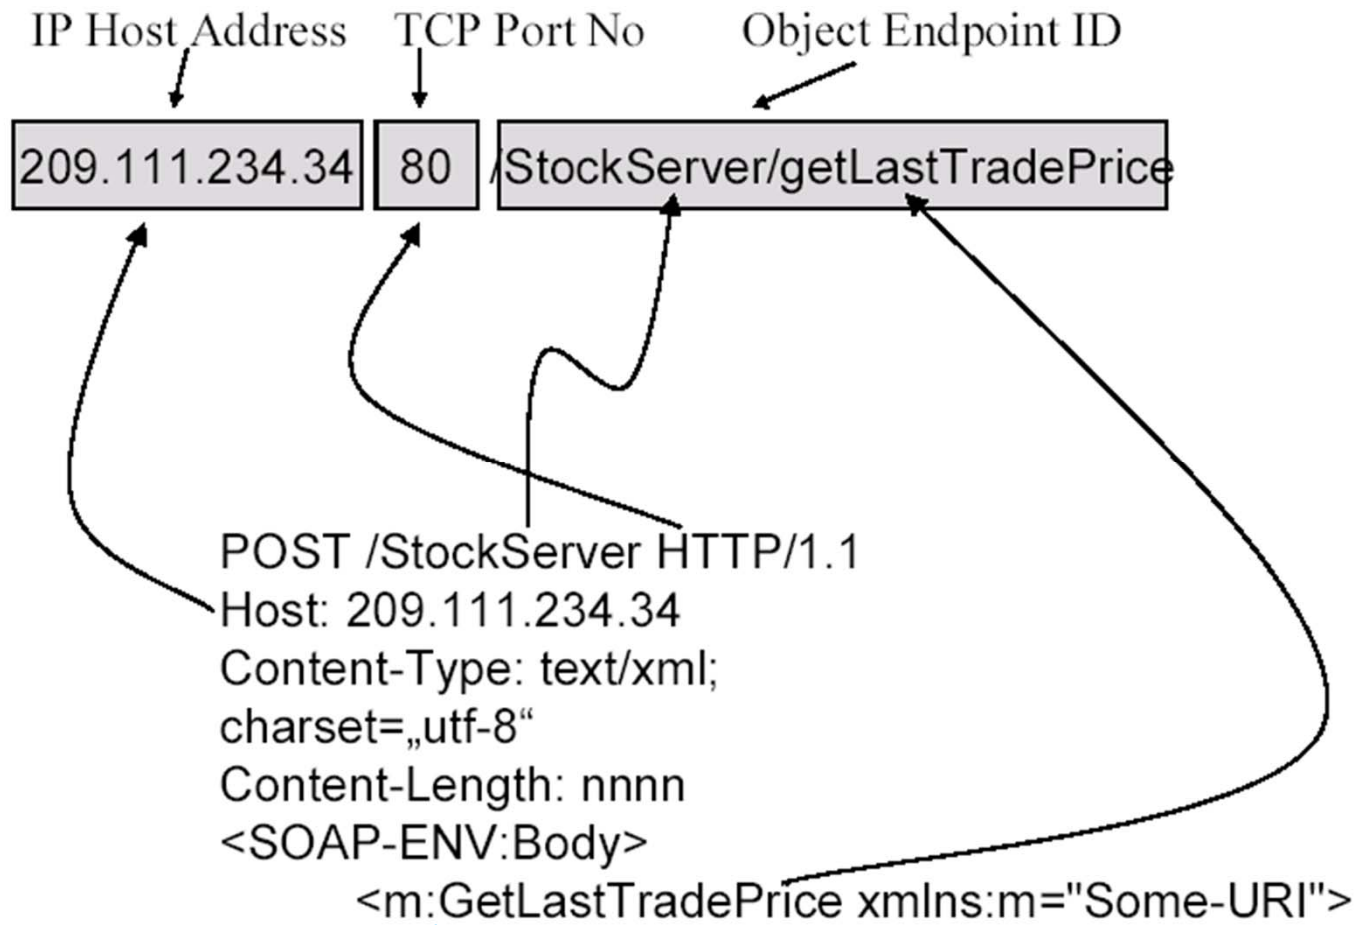 IP Host Address TCP Port No Object Endpoint ID
209.111.234.34 80 /StockServer/getLastTradePrice
POST /StockServer HTTP/1.1
Host: 209.111.234.34
Content-Type: text/xml;
charset=„utf-8“
Content-Length: nnnn
<SOAP-ENV:Body>
<m:GetLastTradePrice xmlns:m="Some-URI">